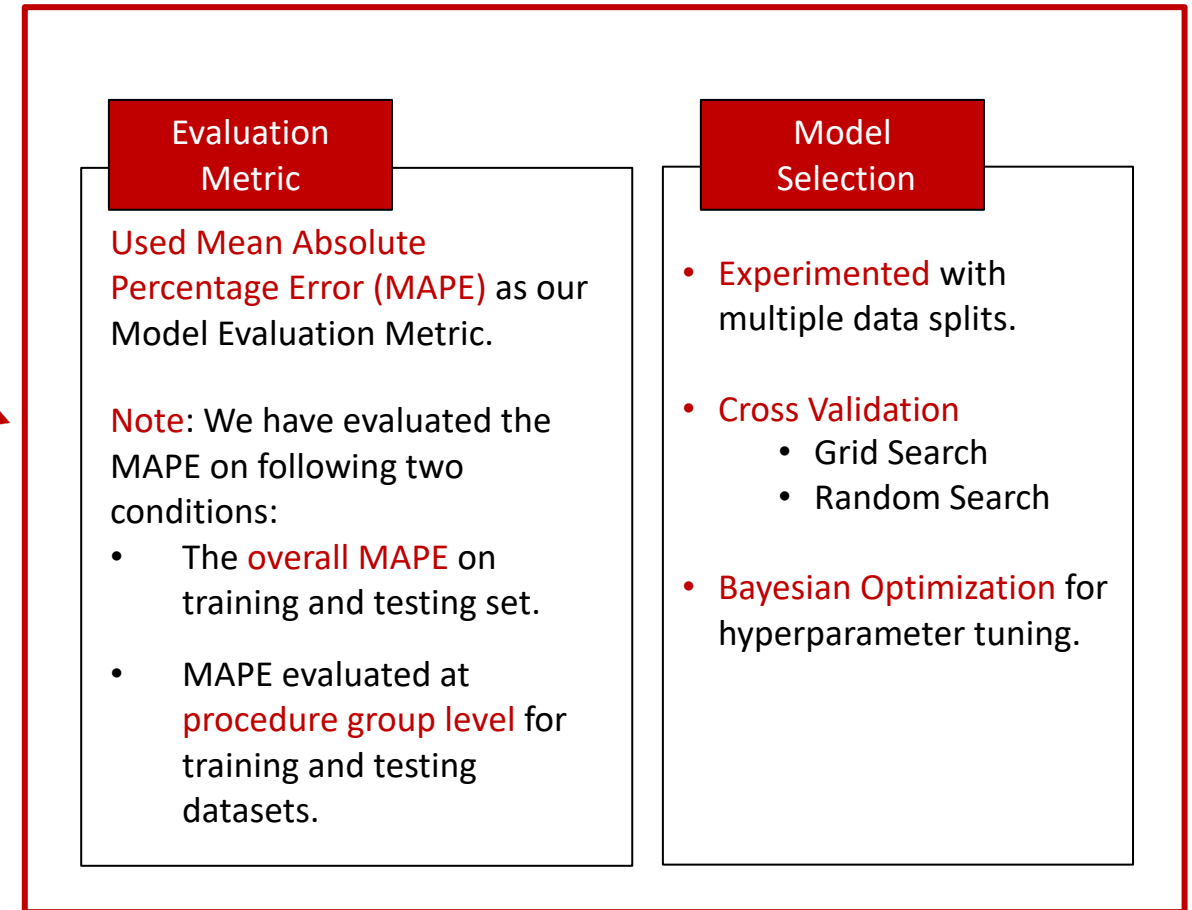 Evaluation
Metric
Used Mean Absolute
Percentage Error (MAPE) as our
Model Evaluation Metric.
Note: We have evaluated the
MAPE on following two
conditions:
• The overall MAPE on
training and testing set.
• MAPE evaluated at
procedure group level for
training and testing
datasets.
Model
Selection
• Experimented with
multiple data splits.
• Cross Validation
• Grid Search
• Random Search
• Bayesian Optimization for
hyperparameter tuning.